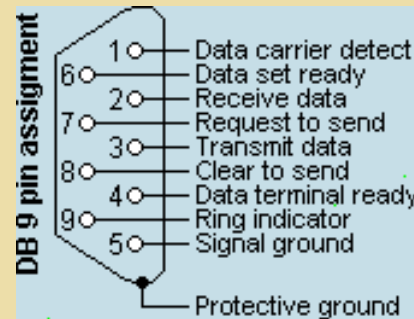 DB 9 pin assigment
1 Data carrier detect
6 Data set ready
2 Receive data
7 Request to send
3 Transmit data
8 Clear to send
4 Data terminal ready
9 Ring indicator
5 Signal ground
Protective ground